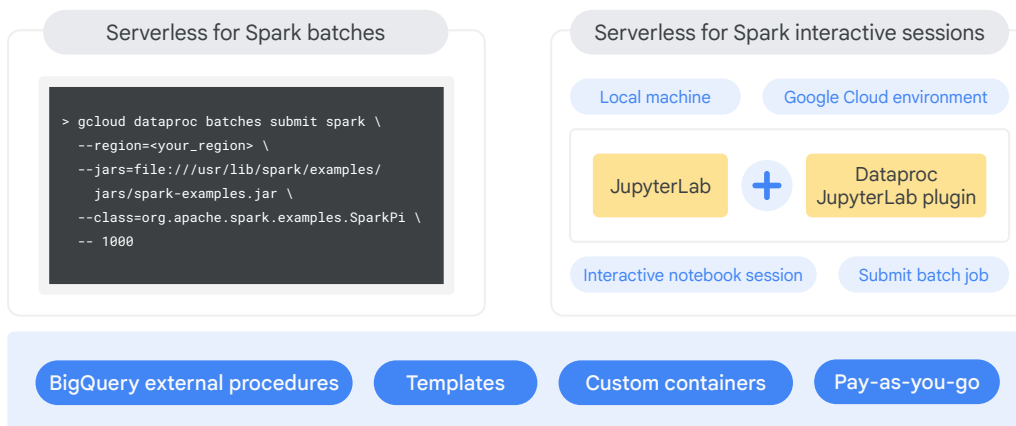 Serverless for Spark batches
> gcloud dataproc batches submit spark \
--region=<your_region> \
--jars=file:///usr/lib/spark/examples/
jars/spark-examples.jar \
--class=org.apache.spark.examples.SparkPi \
-- 1000
Serverless for Spark interactive sessions
Local machine
Google Cloud environment
JupyterLab
Dataproc
JupyterLab plugin
Interactive notebook session
Submit batch job
BigQuery external procedures
Templates
Custom containers
Pay-as-you-go